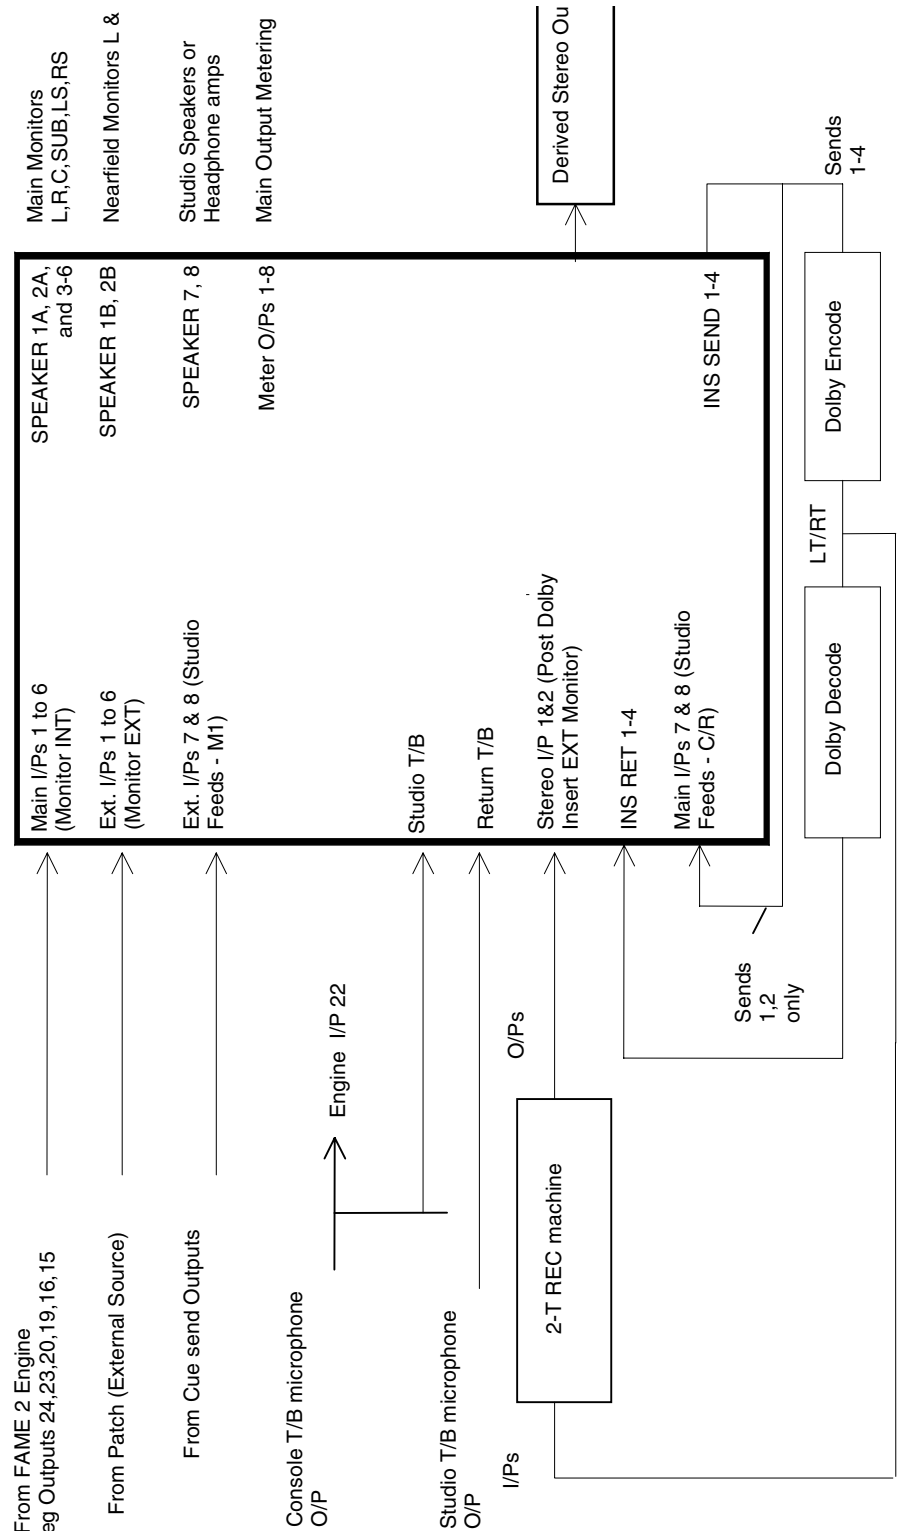 From FAME 2 Engine
eg Outputs 24,23,20,19,16,15
From Patch (External Source)
From Cue send Outputs
Console T/B microphone
O/P
Engine I/P 22
Studio T/B microphone
O/P
I/Ps
2-T REC machine
O/Ps
Sends
1,2
only
Main I/Ps 1 to 6
(Monitor INT)
Ext. I/Ps 1 to 6
(Monitor EXT)
Ext. I/Ps 7 & 8 (Studio
Feeds - M1)
Studio T/B
Return T/B
Stereo I/P 1&2 (Post Dolby
Insert EXT Monitor)
INS RET 1-4
Main I/Ps 7 & 8 (Studio
Feeds - C/R)
Dolby Decode
LT/RT
Dolby Encode
SPEAKER 1A, 2A,
and 3-6
SPEAKER 1B, 2B
SPEAKER 7, 8
Meter O/Ps 1-8
INS SEND 1-4
Main Monitors
L,R,C,SUB,LS,RS
Nearfield Monitors L &
Studio Speakers or
Headphone amps
Main Output Metering
Derived Stereo Ou
Sends
1-4